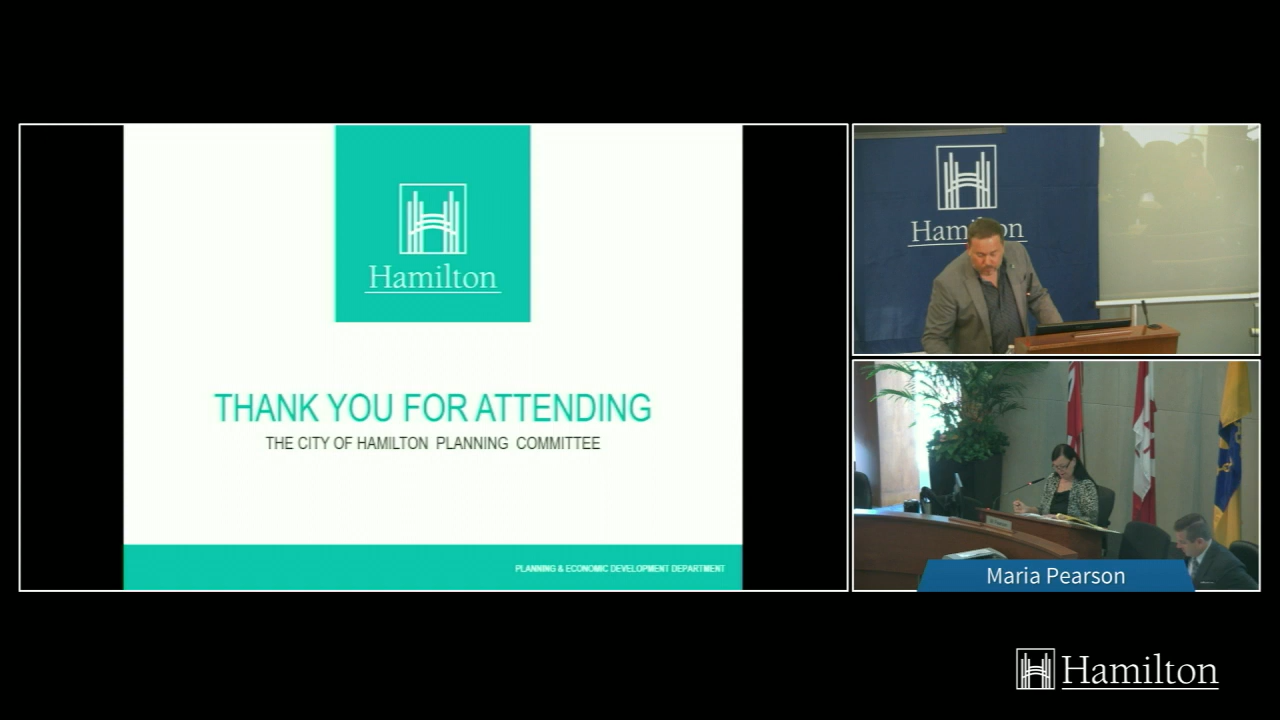 Hamilton
THANK YOU FOR ATTENDING
THE CITY OF HAMILTON PLANNING COMMITTEE
PLANNING & ECONOMIC DEVELOPMENT DEPARTMENT
Hamilton
Maria Pearson
Hamilton